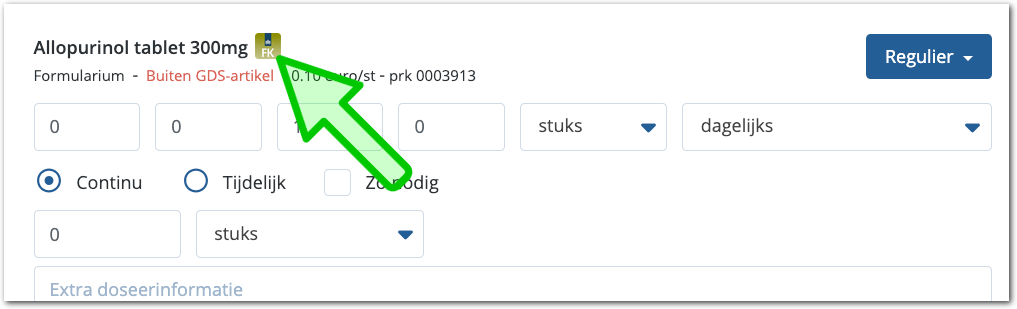 Allopurinol tablet 300mg FK
Formularium - Buiten GDS-artikel 0.10 euro/st - prk 0003913
Regulier
0 0 1 0 stuks dagelijks
Continu Tijdelijk Zo nodig
0 stuks
Extra doseerinformatie